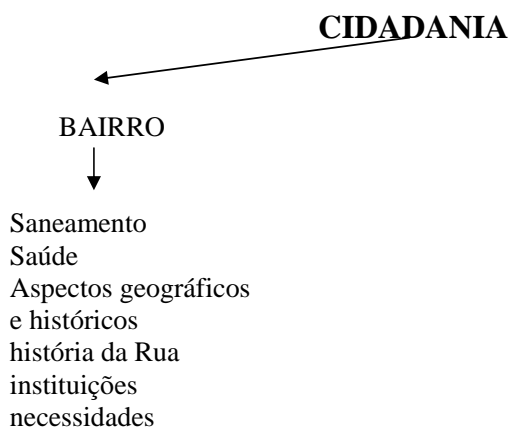 CIDADANIA
BAIRRO
Saneamento
Saúde
Aspectos geográficos
e históricos
história da Rua
instituições
necessidades